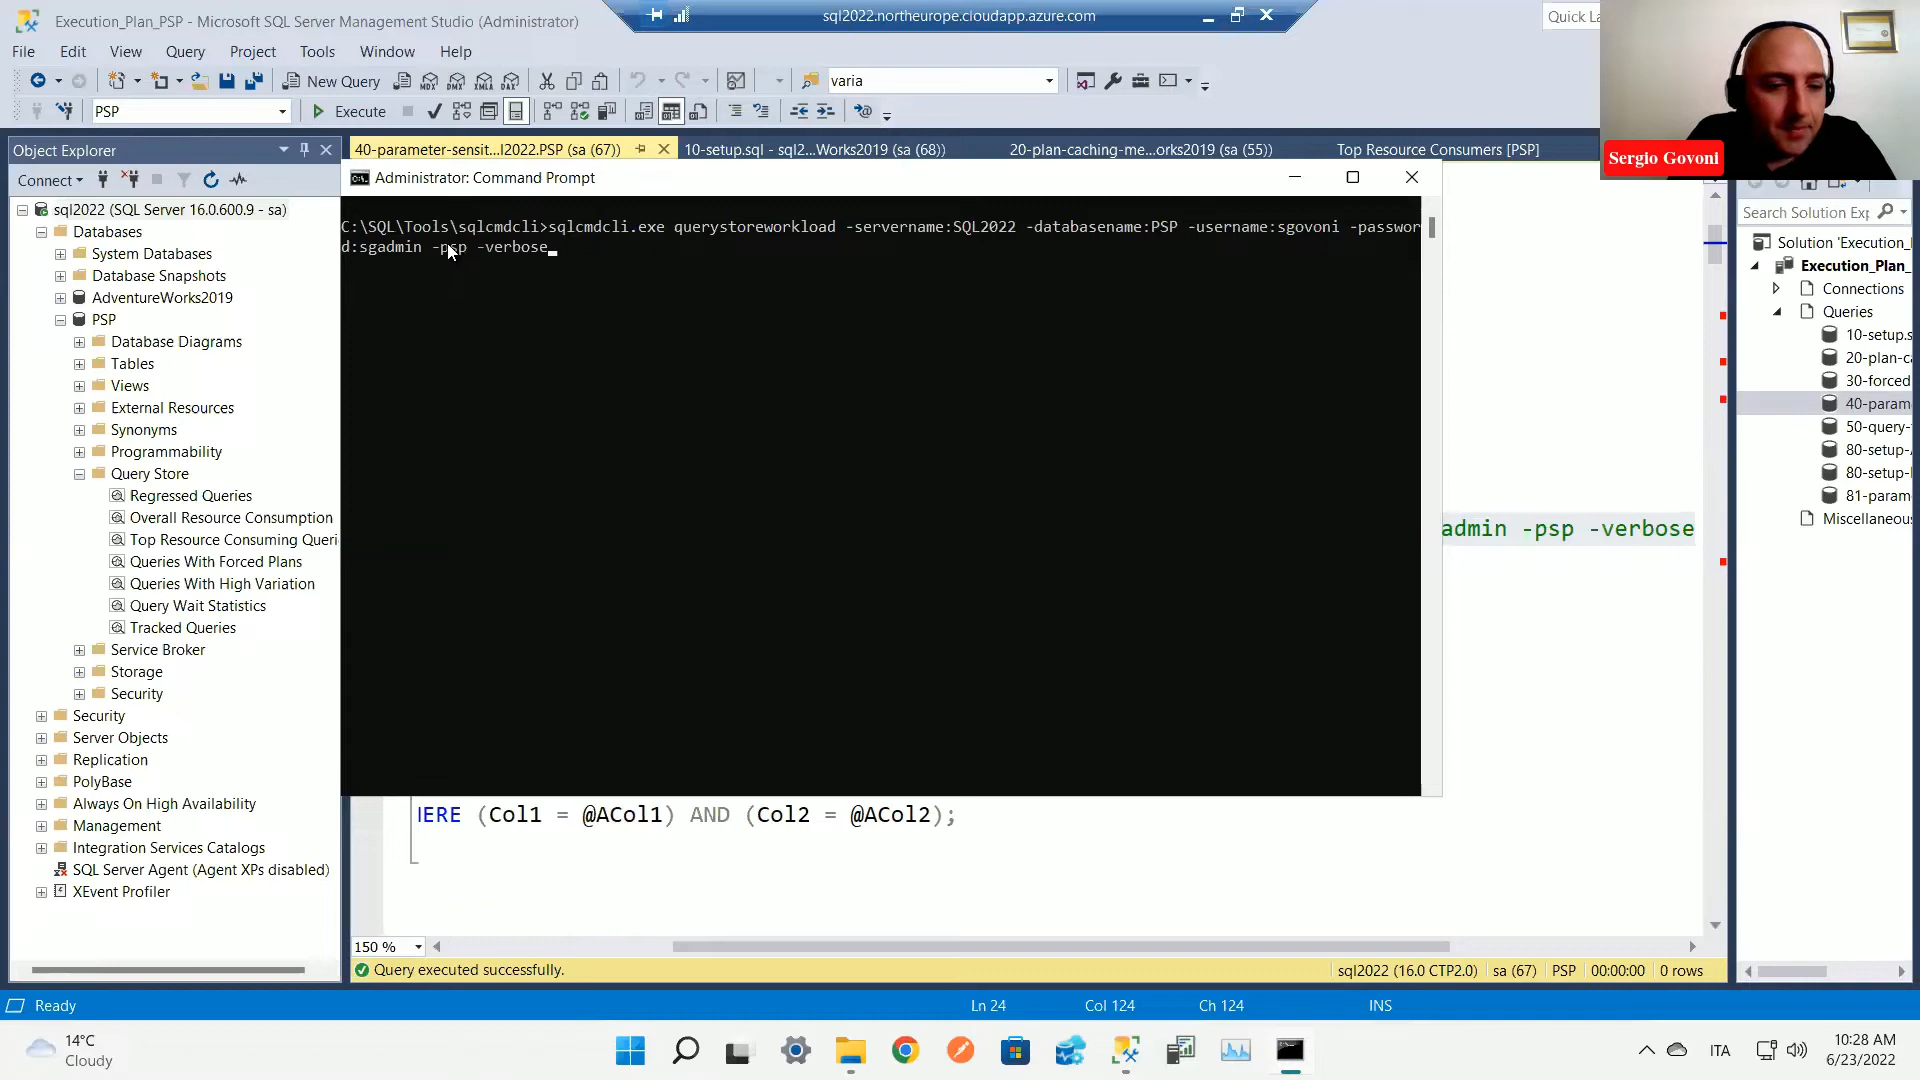 Execution_Plan_PSP - Microsoft SQL Server Management Studio (Administrator)
sql2022.northeurope.cloudapp.azure.com
Quick La
File Edit View Query Project Tools Window Help
New Query
varia
PSP
Execute
Sergio Govoni
Object Explorer
40-parameter-sensit...l2022.PSP (sa (67))
10-setup.sql - sql2...Works2019 (sa (68))
20-plan-caching-me...orks2019 (sa (55))
Top Resource Consumers [PSP]
Connect
Administrator: Command Prompt
C:\SQL\Tools\sqlcmdcli>sqlcmdcli.exe querystoreworkload -servername:SQL2022 -databasename:PSP -username:sgovoni -passwor
d:sgadmin -psp -verbose
sql2022 (SQL Server 16.0.600.9 - sa)
Databases
System Databases
Database Snapshots
AdventureWorks2019
PSP
Database Diagrams
Tables
Views
External Resources
Synonyms
Programmability
Query Store
Regressed Queries
Overall Resource Consumption
Top Resource Consuming Queri
Queries With Forced Plans
Queries With High Variation
Query Wait Statistics
Tracked Queries
Service Broker
Storage
Security
Security
Server Objects
Replication
PolyBase
Always On High Availability
Management
Integration Services Catalogs
SQL Server Agent (Agent XPs disabled)
XEvent Profiler
admin -psp -verbose
IERE (Col1 = @ACol1) AND (Col2 = @ACol2);
Search Solution Exp
Solution 'Execution_
Execution_Plan_
Connections
Queries
10-setup.s
20-plan-ca
30-forced
40-param
50-query-
80-setup-
80-setup-
81-param
Miscellaneou
150 %
Query executed successfully.
sql2022 (16.0 CTP2.0) sa (67) PSP 00:00:00 0 rows
Ready
Ln 24 Col 124 Ch 124 INS
14°C
Cloudy
ITA
10:28 AM
6/23/2022